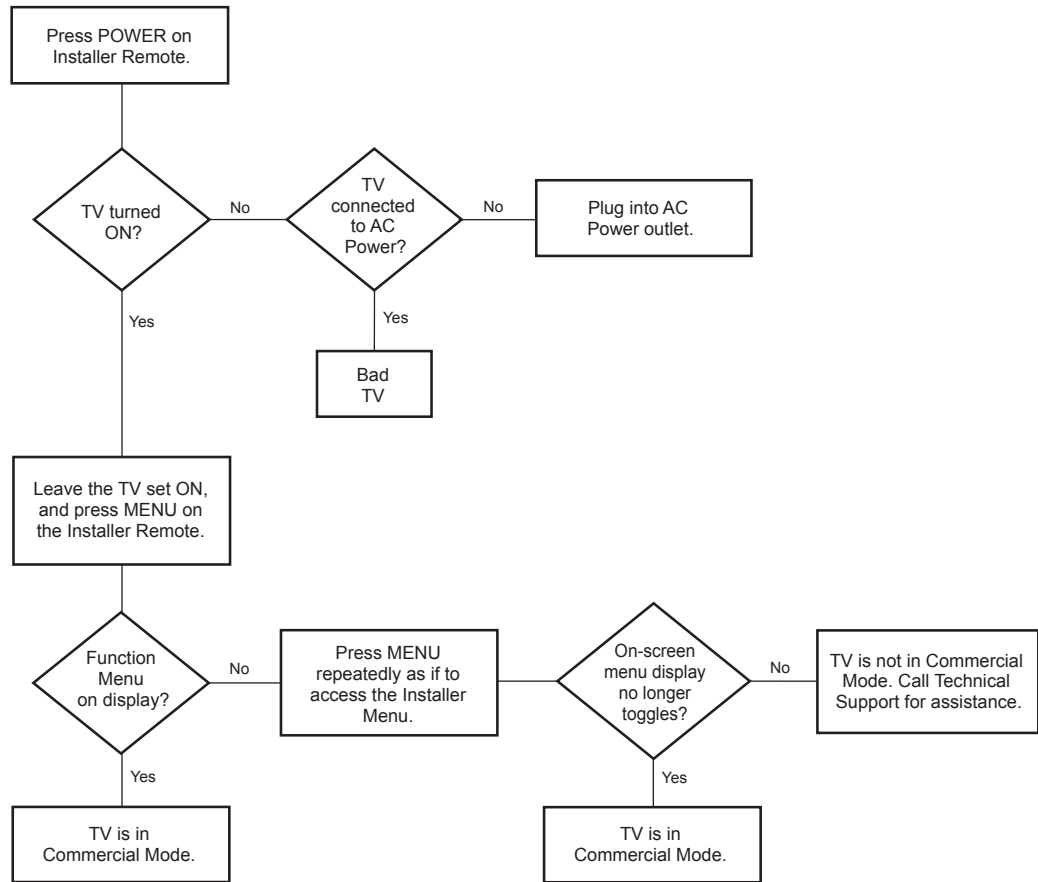 Press POWER on
Installer Remote.
TV turned
ON?
No
TV
connected
to AC
Power?
No
Plug into AC
Power outlet.
Yes
Yes
Bad
TV
Leave the TV set ON,
and press MENU on
the Installer Remote.
Function
Menu
on display?
No
Press MENU
repeatedly as if to
access the Installer
Menu.
On-screen
menu display
no longer
toggles?
No
TV is not in Commercial
Mode. Call Technical
Support for assistance.
Yes
TV is in
Commercial Mode.
Yes
TV is in
Commercial Mode.